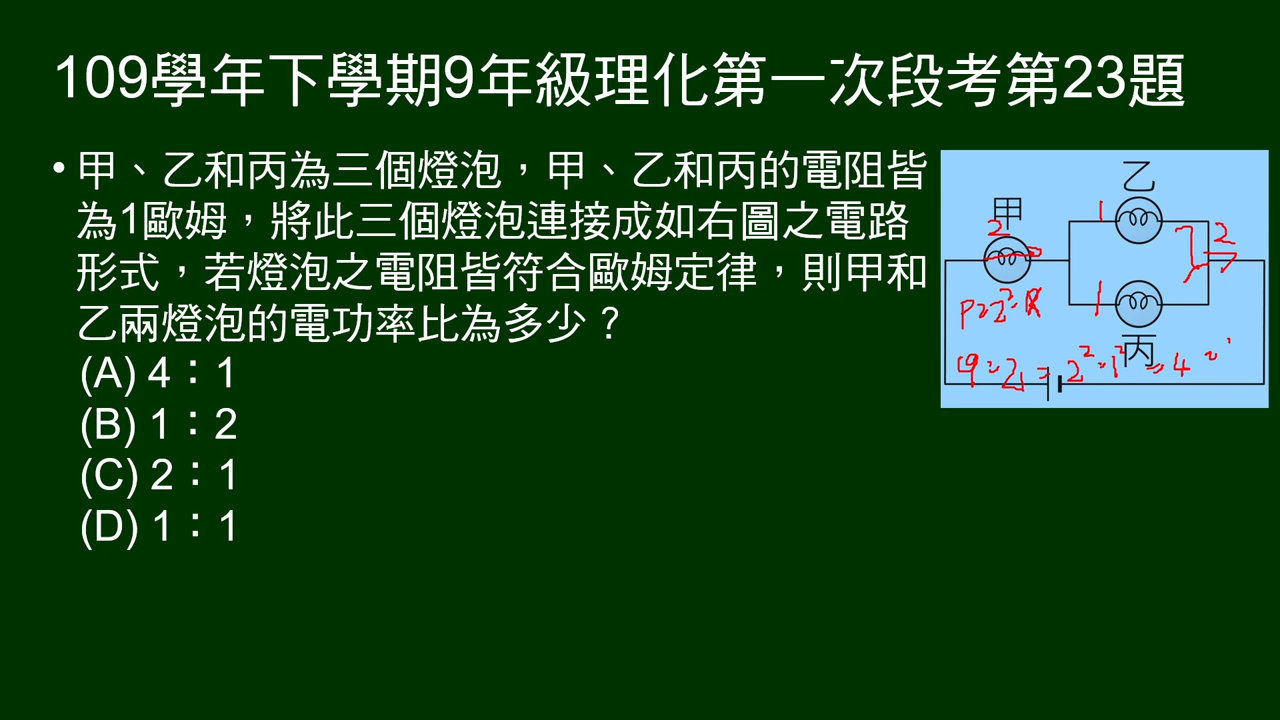 109學年下學期9年級理化第一次段考第23題
• 甲、乙和丙為三個燈泡，甲、乙和丙的電阻皆
為1歐姆，將此三個燈泡連接成如右圖之電路
形式，若燈泡之電阻皆符合歐姆定律，則甲和
乙兩燈泡的電功率比為多少？
(A) 4：1
(B) 1：2
(C) 2：1
(D) 1：1
乙
甲
1
2
2
1
丙